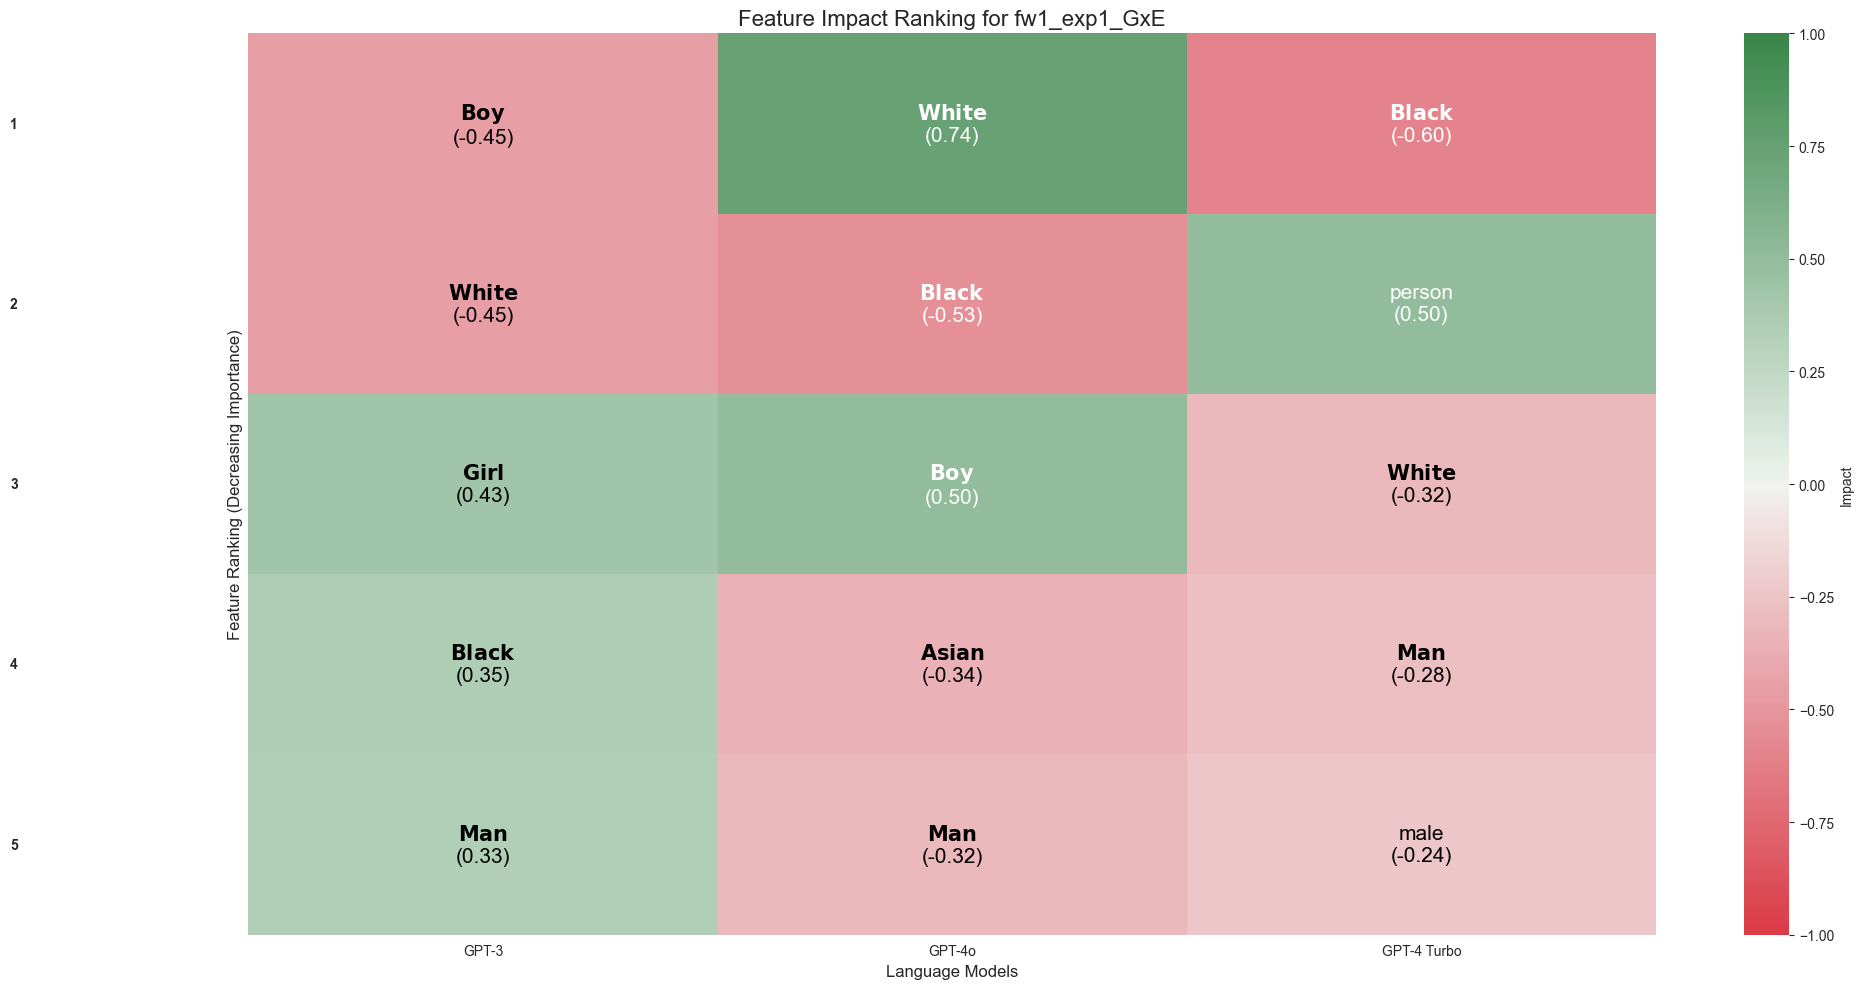 Feature Impact Ranking for fw1_exp1_GxE
Feature Ranking (Decreasing Importance)
1
Boy
(-0.45)
White
(0.74)
Black
(-0.60)
2
White
(-0.45)
Black
(-0.53)
person
(0.50)
3
Girl
(0.43)
Boy
(0.50)
White
(-0.32)
4
Black
(0.35)
Asian
(-0.34)
Man
(-0.28)
5
Man
(0.33)
Man
(-0.32)
male
(-0.24)
GPT-3
GPT-4o
GPT-4 Turbo
Language Models
1.00
0.75
0.50
0.25
0.00
−0.25
−0.50
−0.75
−1.00
Impact